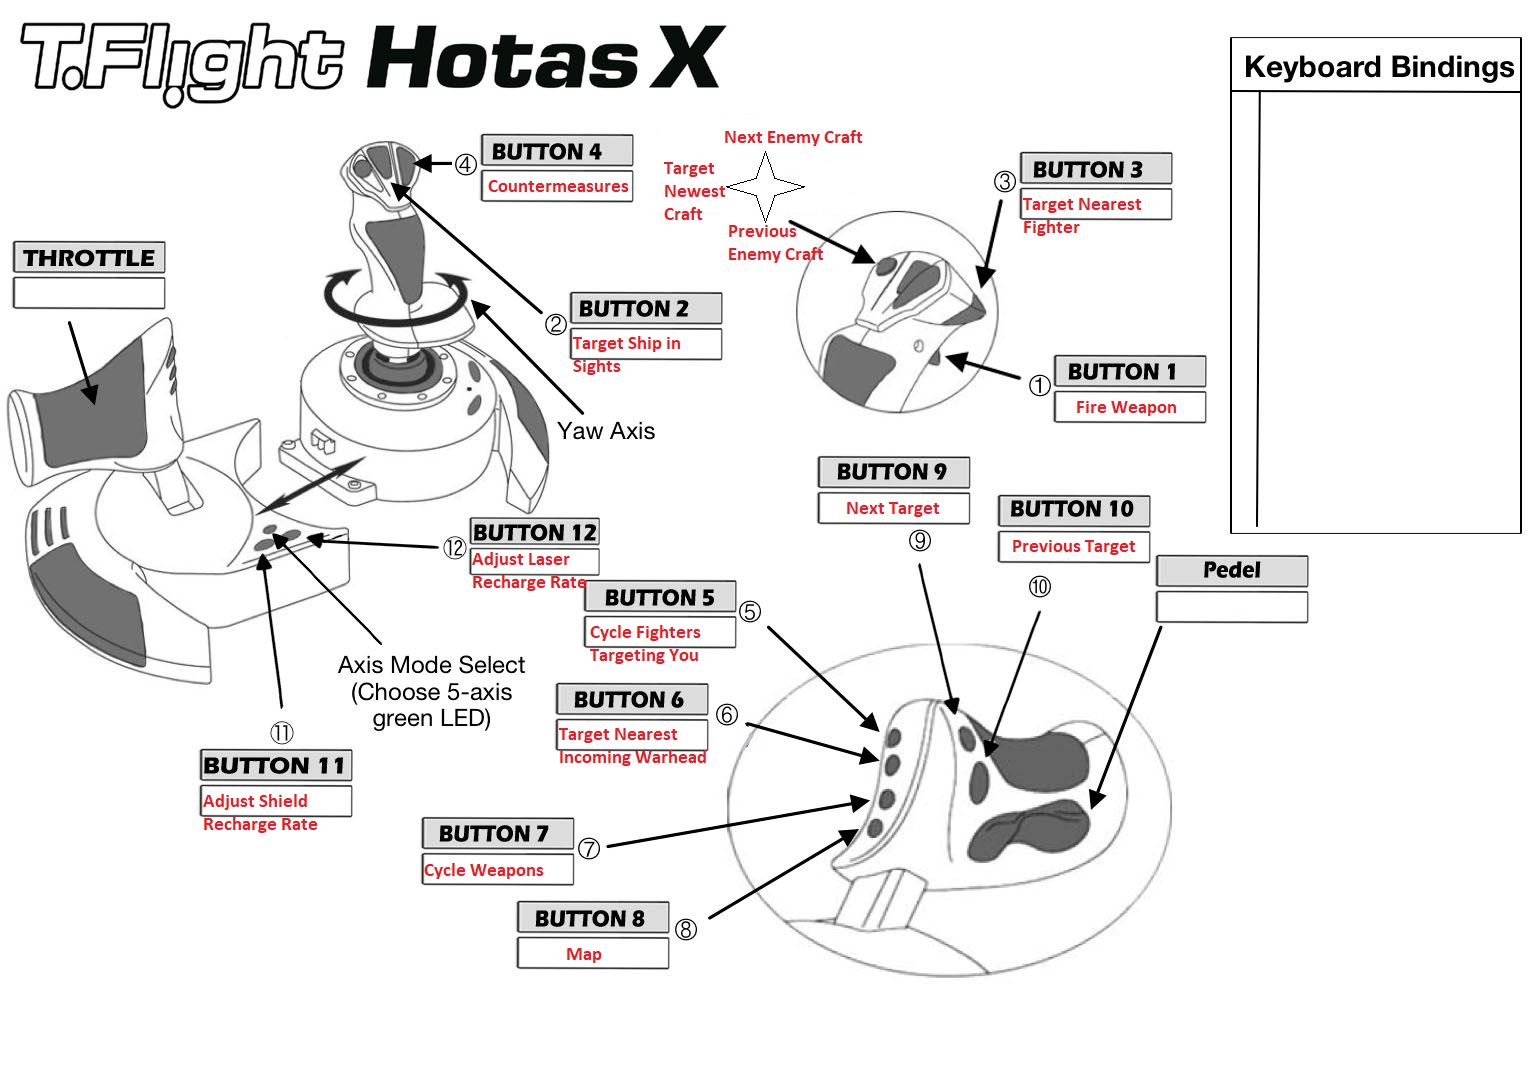 T.Flight Hotas X
Keyboard Bindings
④ BUTTON 4
Countermeasures
Next Enemy Craft
Target
Newest
Craft
Previous
Enemy Craft
③ BUTTON 3
Target Nearest
Fighter
THROTTLE
② BUTTON 2
Target Ship in
Sights
① BUTTON 1
Fire Weapon
Yaw Axis
BUTTON 9
Next Target
⑨
BUTTON 10
Previous Target
⑩
⑫ BUTTON 12
Adjust Laser
Recharge Rate
Pedel
BUTTON 5 ⑤
Cycle Fighters
Targeting You
Axis Mode Select
(Choose 5-axis
green LED)
BUTTON 6 ⑥
Target Nearest
Incoming Warhead
⑪
BUTTON 11
Adjust Shield
Recharge Rate
BUTTON 7 ⑦
Cycle Weapons
BUTTON 8 ⑧
Map